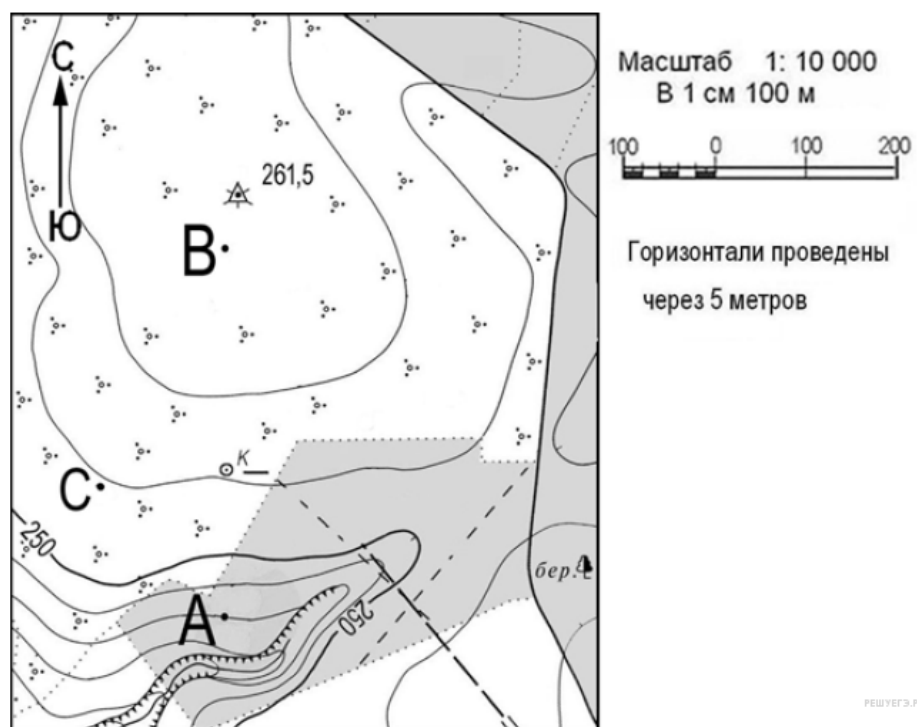 С
Ю
261,5
В
К
С
250
А
250
бер.
Масштаб 1: 10 000
В 1 см 100 м
100 0 100 200
Горизонтали проведены
через 5 метров